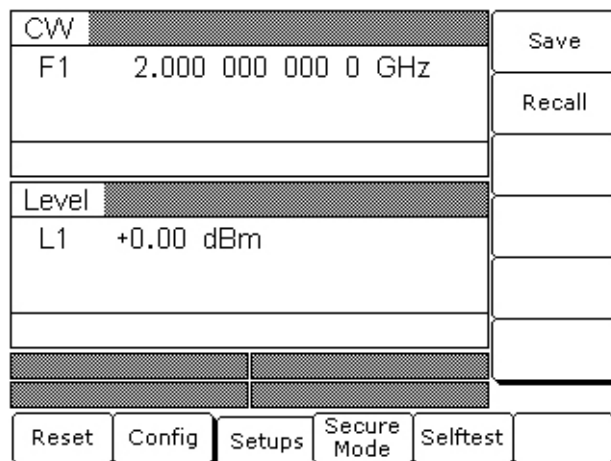 CW
F1 2.000 000 000 0 GHz
Level
L1 +0.00 dBm
Save
Recall
Reset
Config
Setups
Secure
Mode
Selftest